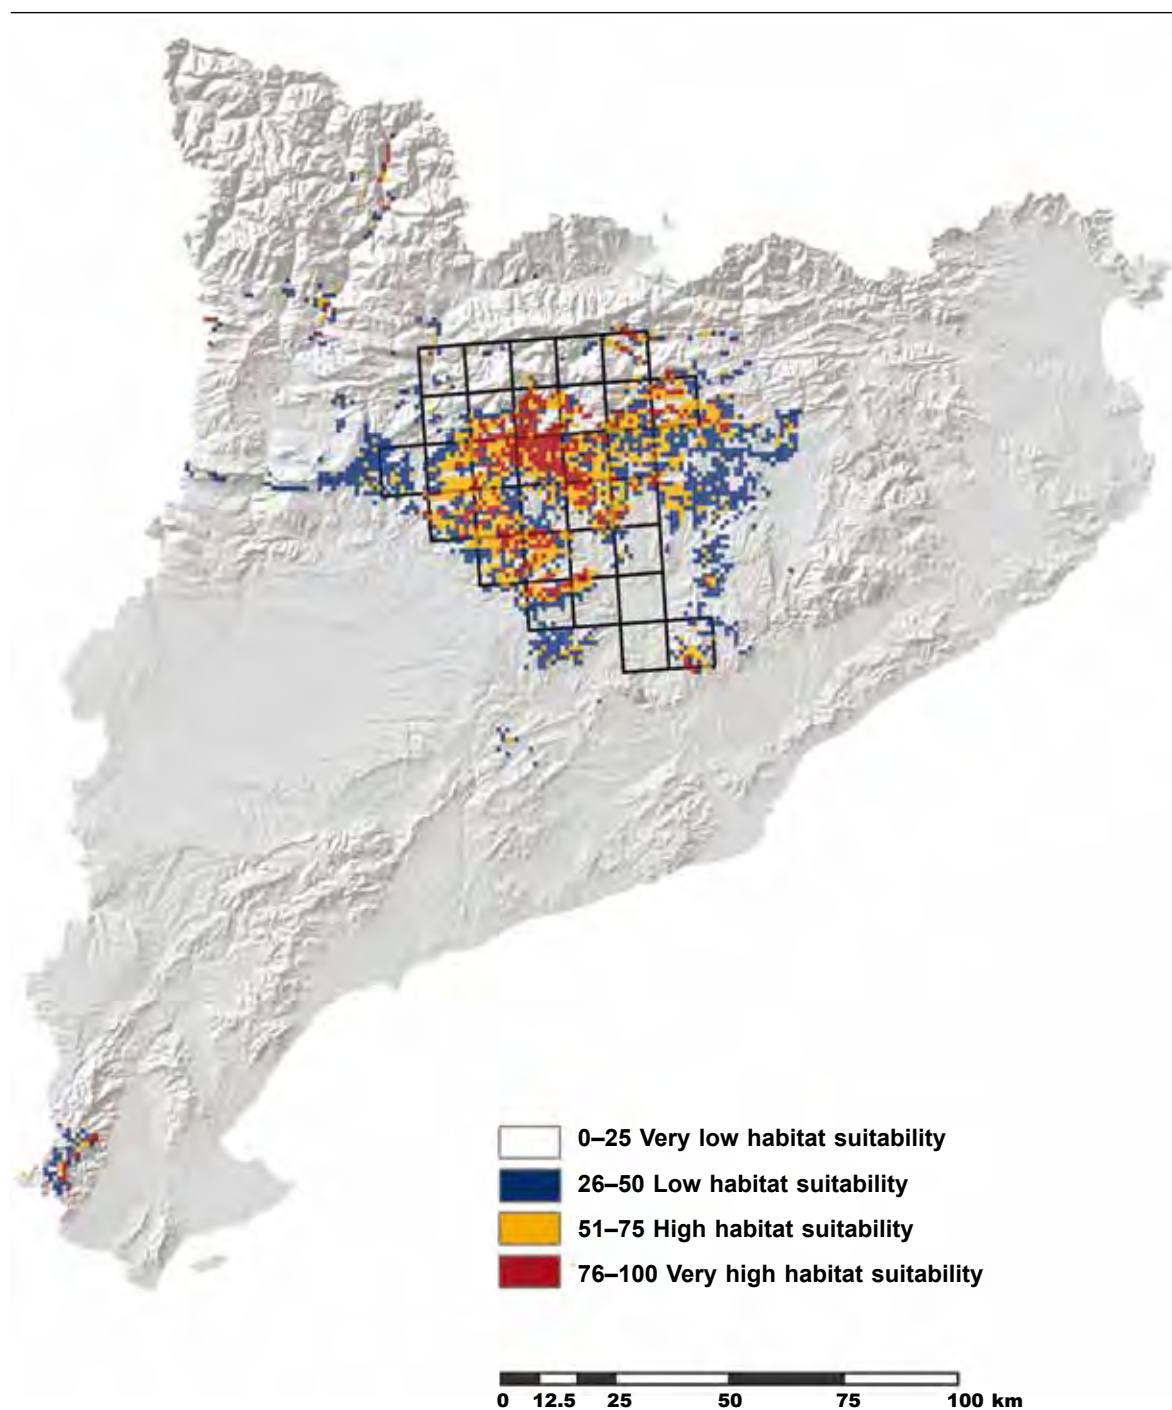 0–25 Very low habitat suitability
26–50 Low habitat suitability
51–75 High habitat suitability
76–100 Very high habitat suitability
0 12.5 25 50 75 100 km